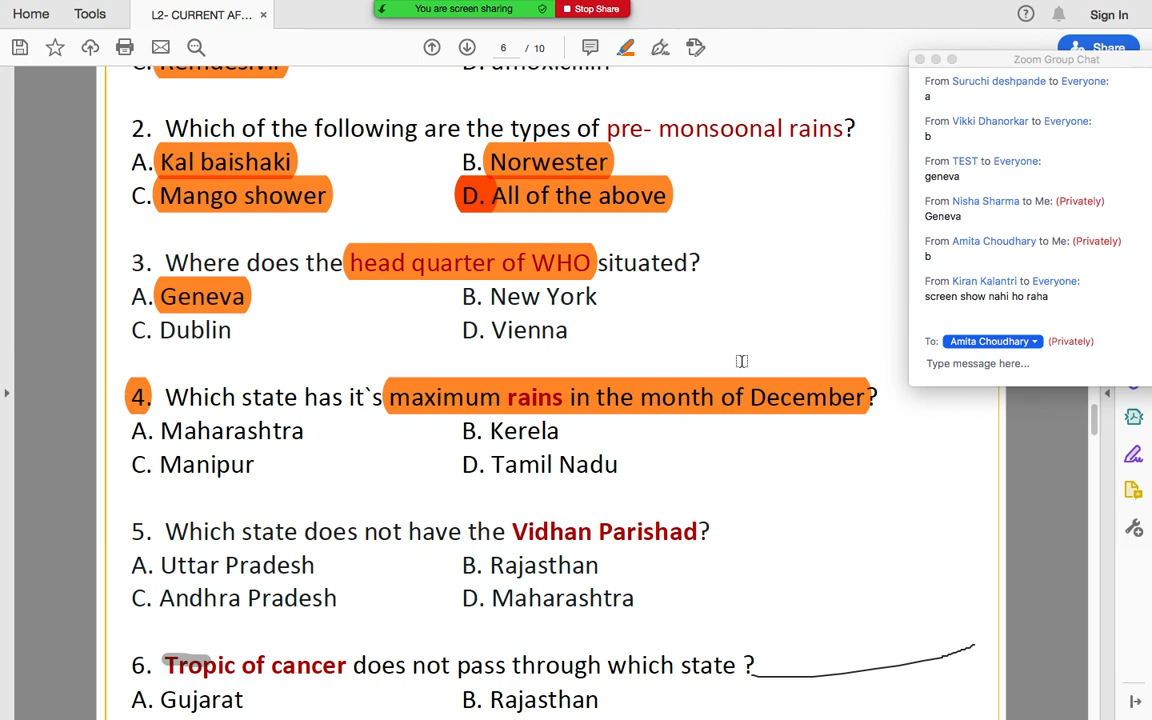 Home Tools L2- CURRENT AF... × You are screen sharing Stop Share Sign In
6 / 10 Share
C. Remdesivir D. amoxicillin
2. Which of the following are the types of pre- monsoonal rains?
A. Kal baishaki B. Norwester
C. Mango shower D. All of the above
3. Where does the head quarter of WHO situated?
A. Geneva B. New York
C. Dublin D. Vienna
4. Which state has it`s maximum rains in the month of December?
A. Maharashtra B. Kerela
C. Manipur D. Tamil Nadu
5. Which state does not have the Vidhan Parishad?
A. Uttar Pradesh B. Rajasthan
C. Andhra Pradesh D. Maharashtra
6. Tropic of cancer does not pass through which state ?
A. Gujarat B. Rajasthan
Zoom Group Chat
From Suruchi deshpande to Everyone:
a
From Vikki Dhanorkar to Everyone:
b
From TEST to Everyone:
geneva
From Nisha Sharma to Me: (Privately)
Geneva
From Amita Choudhary to Me: (Privately)
b
From Kiran Kalantri to Everyone:
screen show nahi ho raha
To: Amita Choudhary (Privately)
Type message here...